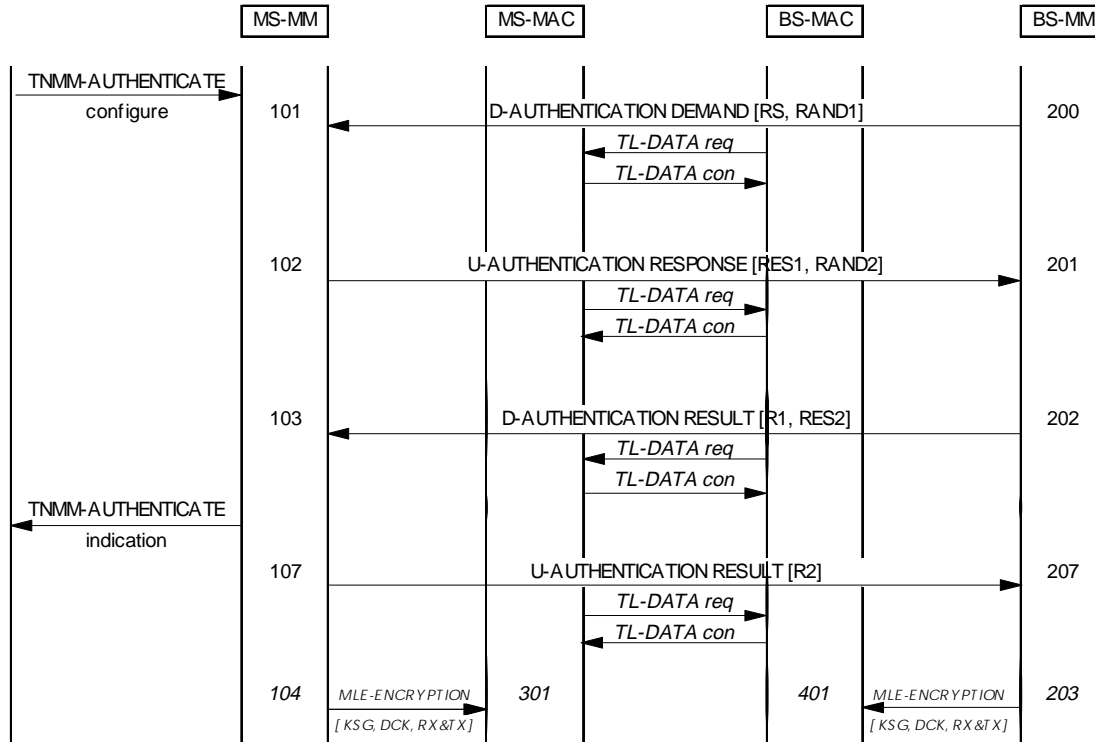 MS-MM MS-MAC BS-MAC BS-MM
TNMM-AUTHENTICATE
configure
101 D-AUTHENTICATION DEMAND [RS, RAND1] 200
TL-DATA req
TL-DATA con
102 U-AUTHENTICATION RESPONSE [RES1, RAND2] 201
TL-DATA req
TL-DATA con
103 D-AUTHENTICATION RESULT [R1, RES2] 202
TL-DATA req
TL-DATA con
TNMM-AUTHENTICATE
indication
107 U-AUTHENTICATION RESULT [R2] 207
TL-DATA req
TL-DATA con
104 MLE-ENCRYPTION 301 401 MLE-ENCRYPTION 203
[KSG, DCK, RX&TX] [KSG, DCK, RX&TX]